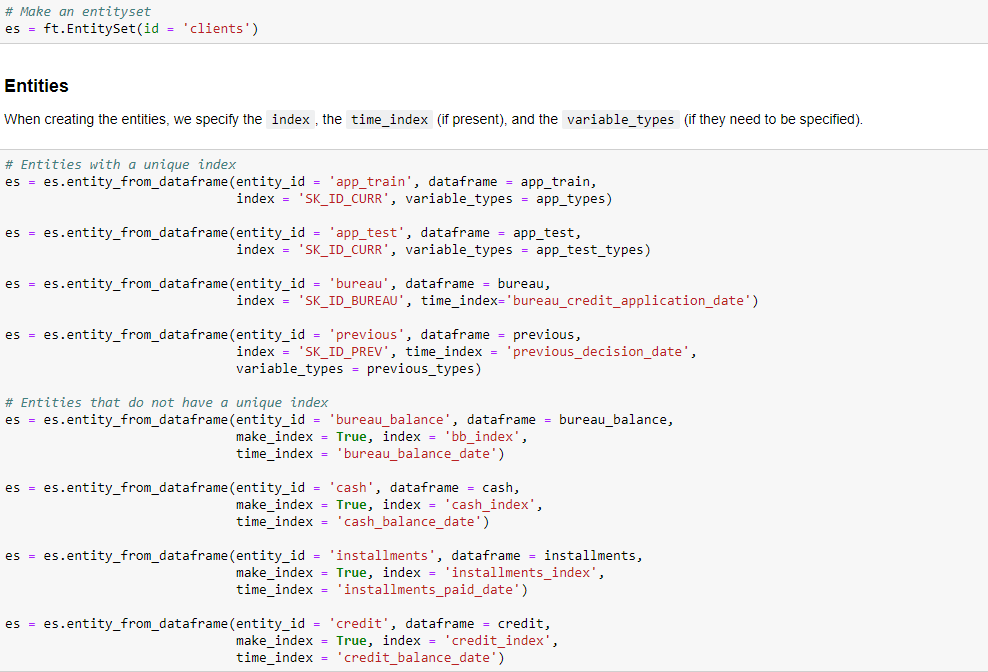 # Make an entityset
es = ft.EntitySet(id = 'clients')
Entities
When creating the entities, we specify the index , the time_index (if present), and the variable_types (if they need to be specified).
# Entities with a unique index
es = es.entity_from_dataframe(entity_id = 'app_train', dataframe = app_train,
index = 'SK_ID_CURR', variable_types = app_types)
es = es.entity_from_dataframe(entity_id = 'app_test', dataframe = app_test,
index = 'SK_ID_CURR', variable_types = app_test_types)
es = es.entity_from_dataframe(entity_id = 'bureau', dataframe = bureau,
index = 'SK_ID_BUREAU', time_index='bureau_credit_application_date')
es = es.entity_from_dataframe(entity_id = 'previous', dataframe = previous,
index = 'SK_ID_PREV', time_index = 'previous_decision_date',
variable_types = previous_types)
# Entities that do not have a unique index
es = es.entity_from_dataframe(entity_id = 'bureau_balance', dataframe = bureau_balance,
make_index = True, index = 'bb_index',
time_index = 'bureau_balance_date')
es = es.entity_from_dataframe(entity_id = 'cash', dataframe = cash,
make_index = True, index = 'cash_index',
time_index = 'cash_balance_date')
es = es.entity_from_dataframe(entity_id = 'installments', dataframe = installments,
make_index = True, index = 'installments_index',
time_index = 'installments_paid_date')
es = es.entity_from_dataframe(entity_id = 'credit', dataframe = credit,
make_index = True, index = 'credit_index',
time_index = 'credit_balance_date')